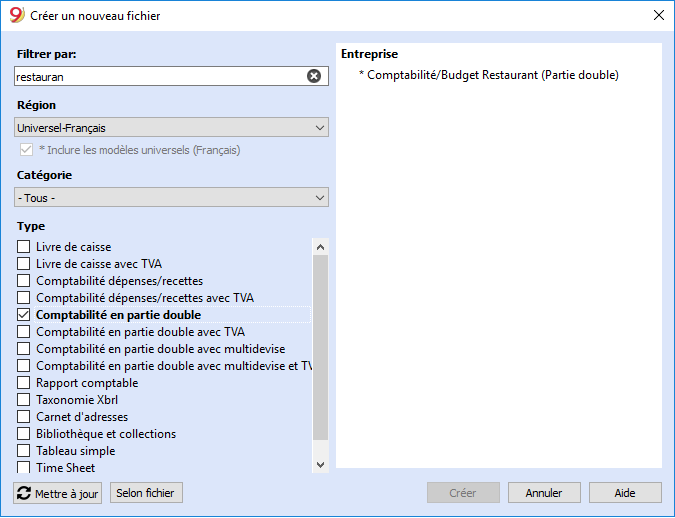 Créer un nouveau fichier
Filtrer par:
restauran
Région
Universel-Français
* Inclure les modèles universels (Français)
Catégorie
- Tous -
Type
Livre de caisse
Livre de caisse avec TVA
Comptabilité dépenses/recettes
Comptabilité dépenses/recettes avec TVA
Comptabilité en partie double
Comptabilité en partie double avec TVA
Comptabilité en partie double avec multidevise
Comptabilité en partie double avec multidevise et TV
Rapport comptable
Taxonomie Xbrl
Carnet d'adresses
Bibliothèque et collections
Tableau simple
Time Sheet
Entreprise
* Comptabilité/Budget Restaurant (Partie double)
Mettre à jour
Selon fichier
Créer
Annuler
Aide